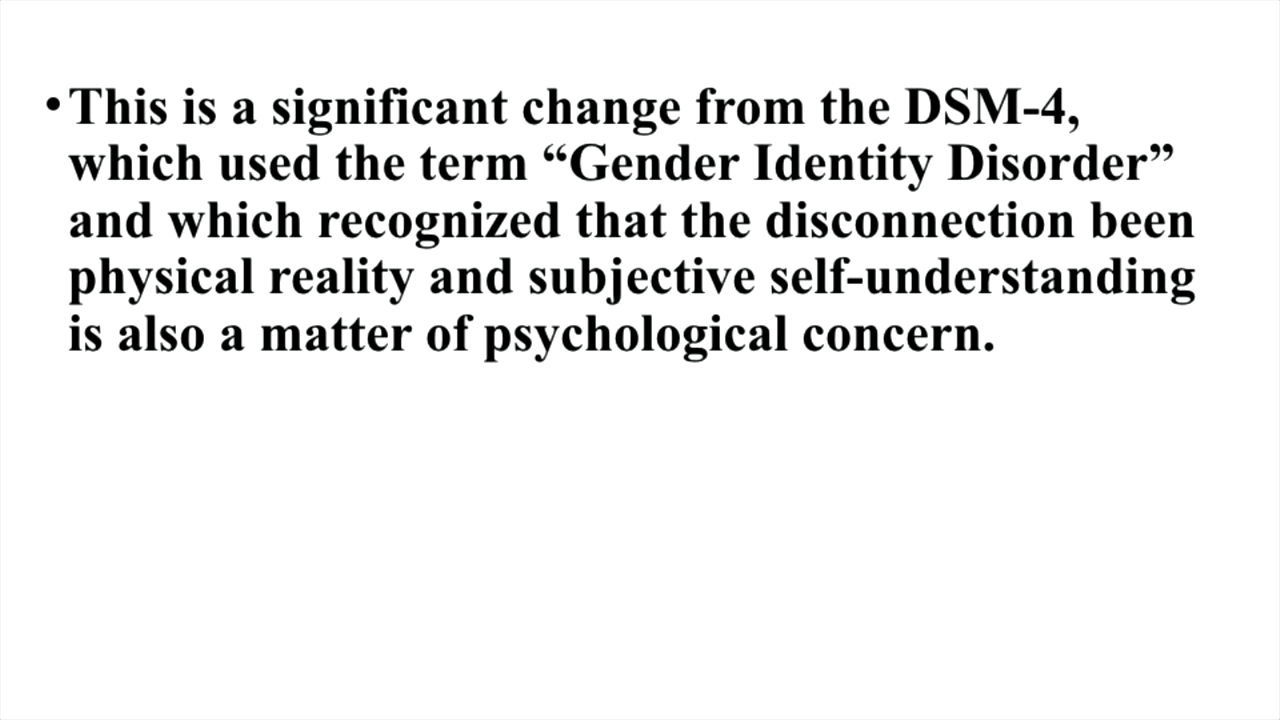 •This is a significant change from the DSM-4,
which used the term “Gender Identity Disorder”
and which recognized that the disconnection been
physical reality and subjective self-understanding
is also a matter of psychological concern.